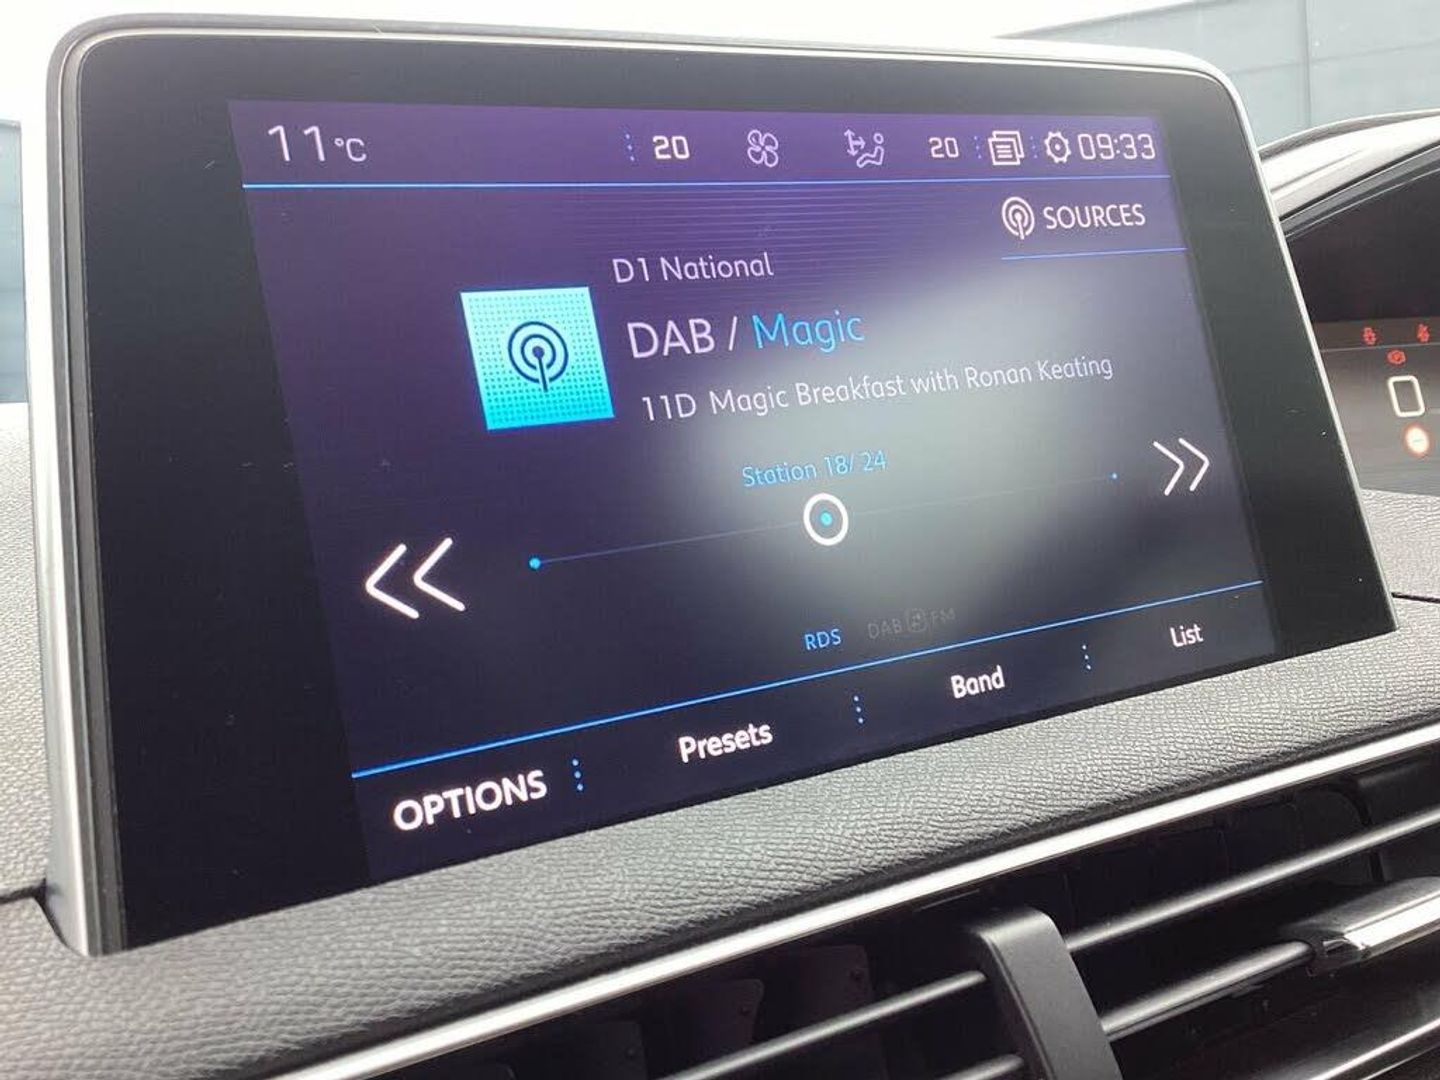 11°C 20 20 09:33
SOURCES
D1 National
DAB / Magic
11D Magic Breakfast with Ronan Keating
Station 18/ 24
RDS DAB FM
OPTIONS Presets Band List